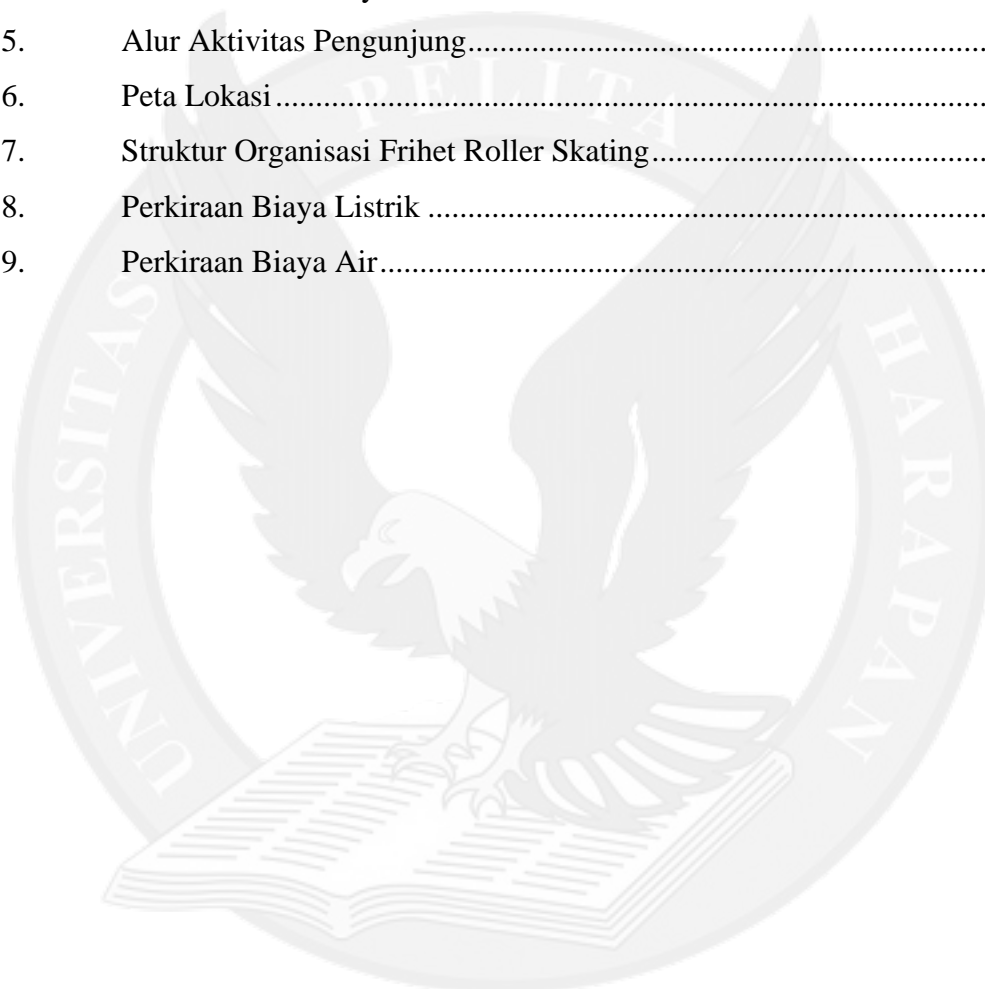 5. Alur Aktivitas Pengunjung........................................................................
6. Peta Lokasi........................................................................
7. Struktur Organisasi Frihet Roller Skating........................................................................
8. Perkiraan Biaya Listrik ........................................................................
9. Perkiraan Biaya Air........................................................................
UNIVERSITAS PELITA HARAPAN